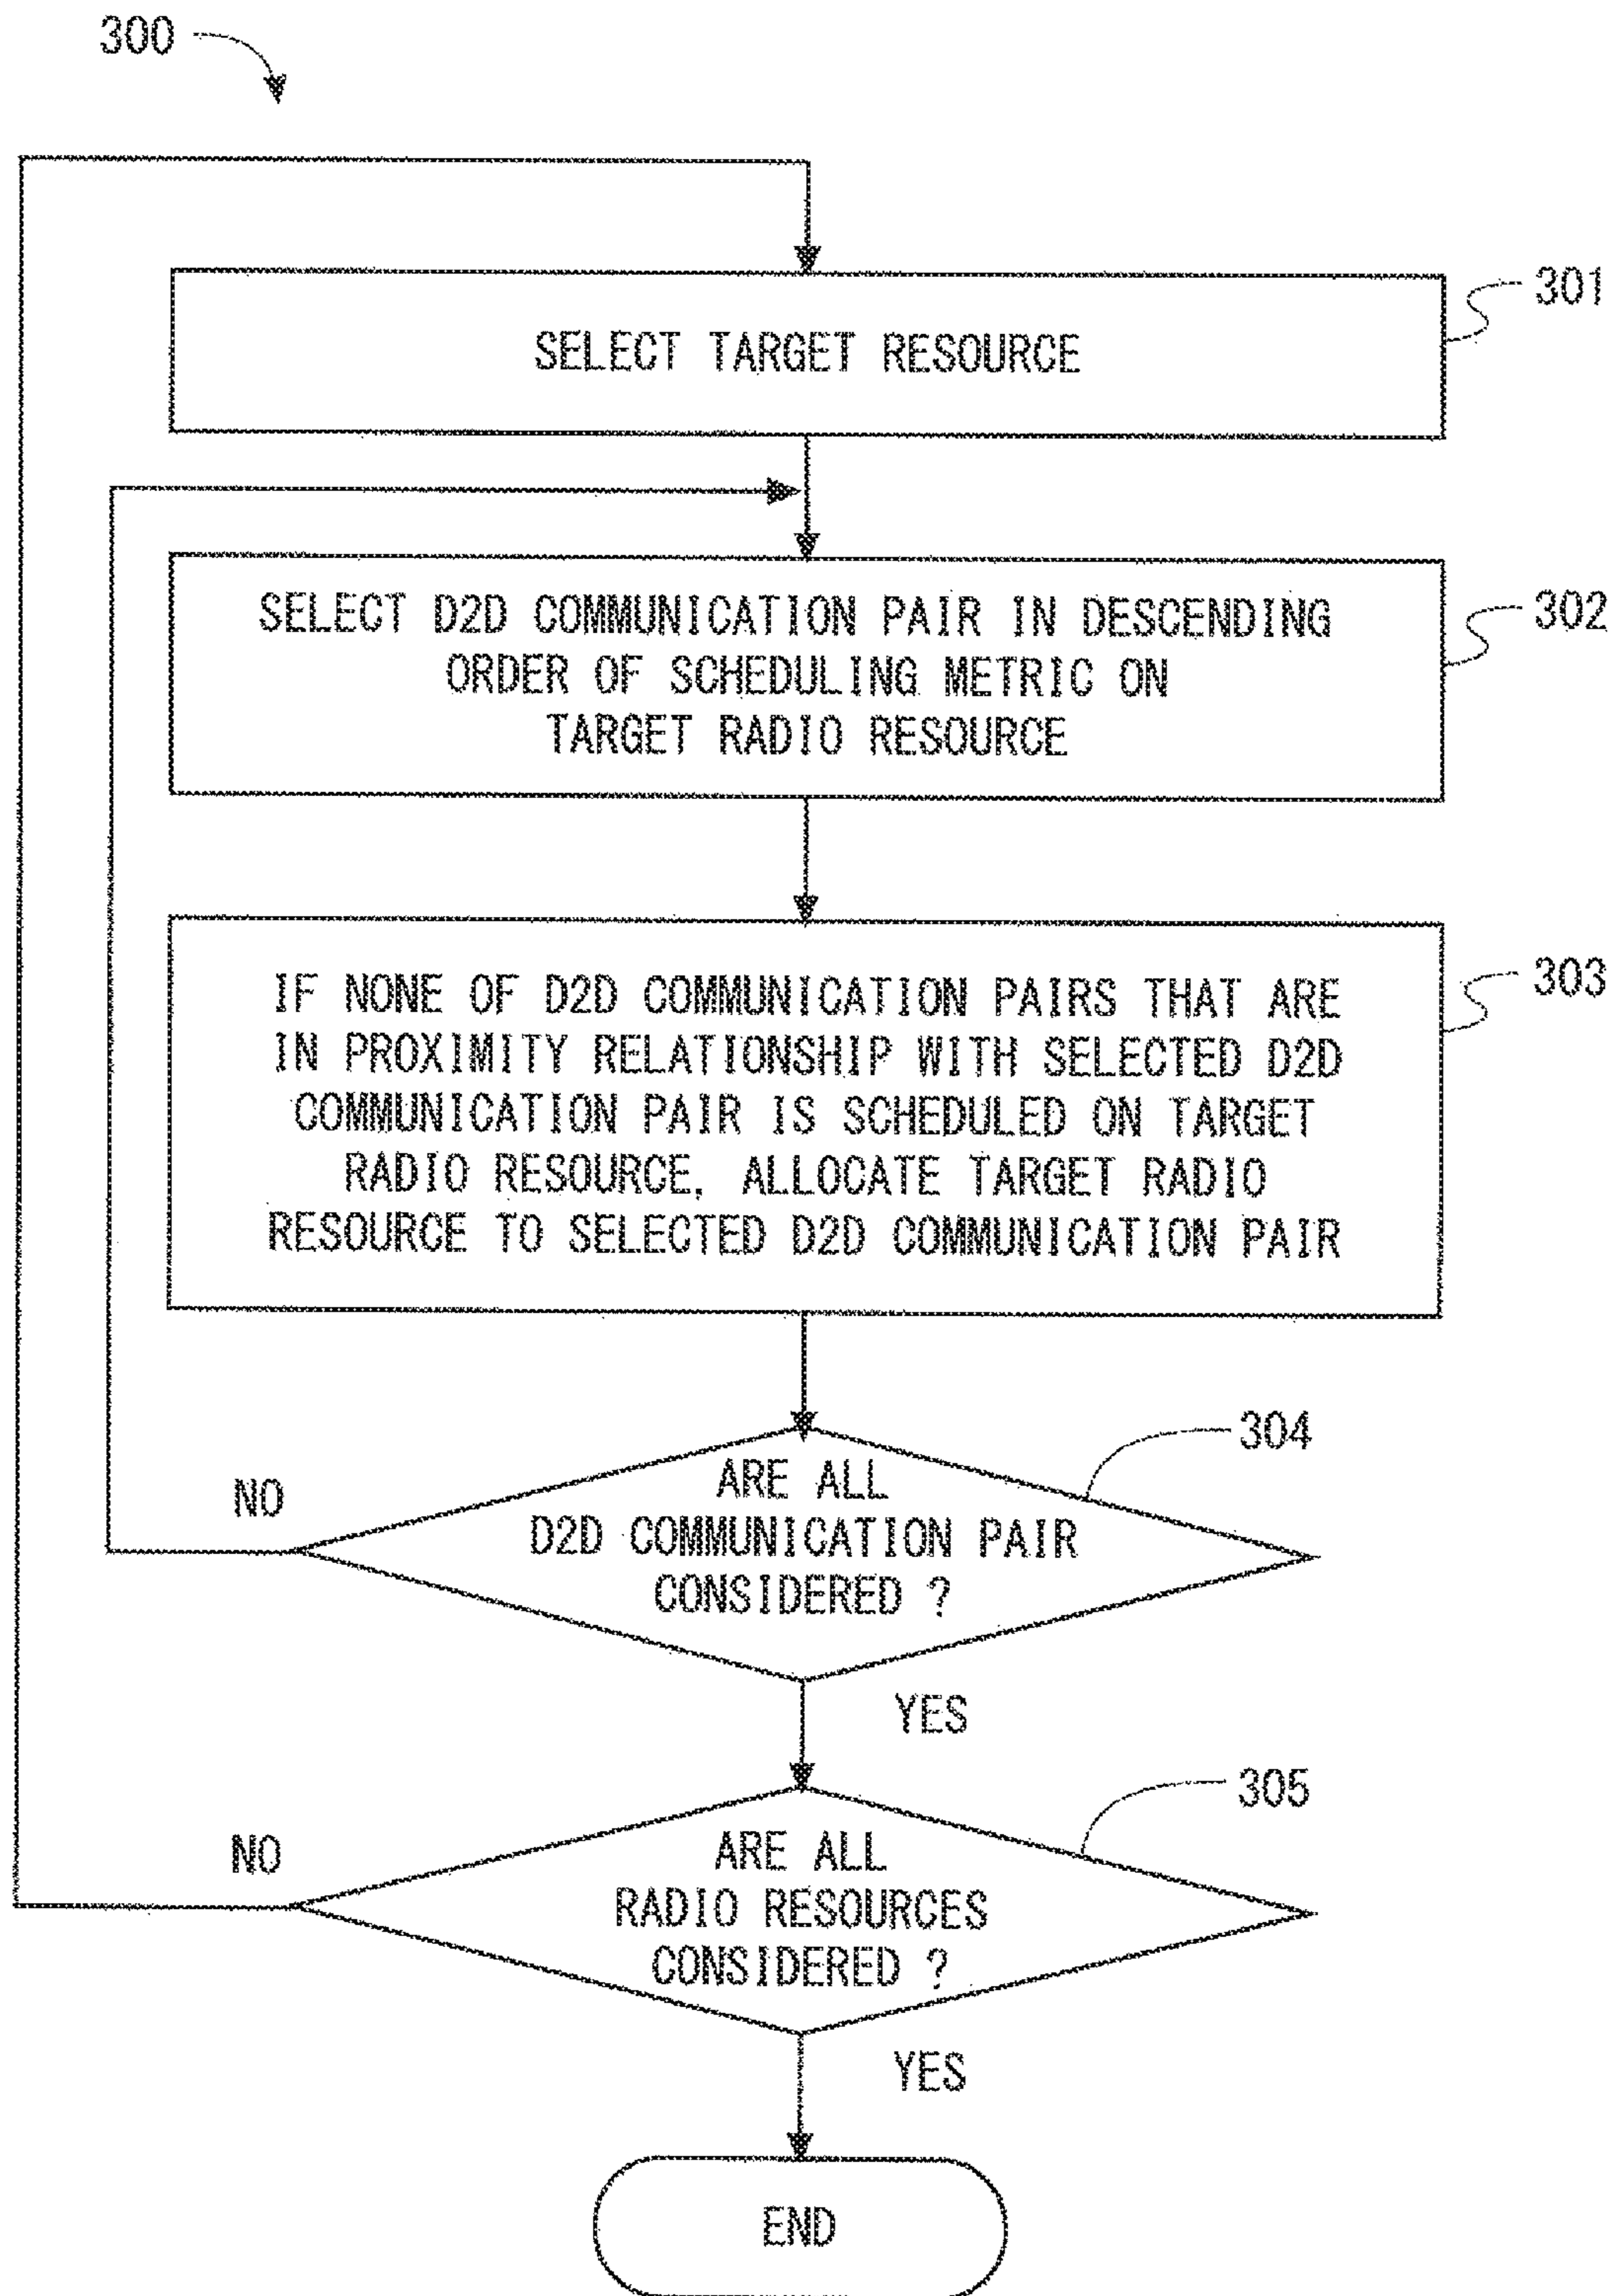 300
301
SELECT TARGET RESOURCE
302
SELECT D2D COMMUNICATION PAIR IN DESCENDING
ORDER OF SCHEDULING METRIC ON
TARGET RADIO RESOURCE
303
IF NONE OF D2D COMMUNICATION PAIRS THAT ARE
IN PROXIMITY RELATIONSHIP WITH SELECTED D2D
COMMUNICATION PAIR IS SCHEDULED ON TARGET
RADIO RESOURCE, ALLOCATE TARGET RADIO
RESOURCE TO SELECTED D2D COMMUNICATION PAIR
304
NO
ARE ALL
D2D COMMUNICATION PAIR
CONSIDERED ?
YES
305
NO
ARE ALL
RADIO RESOURCES
CONSIDERED ?
YES
END